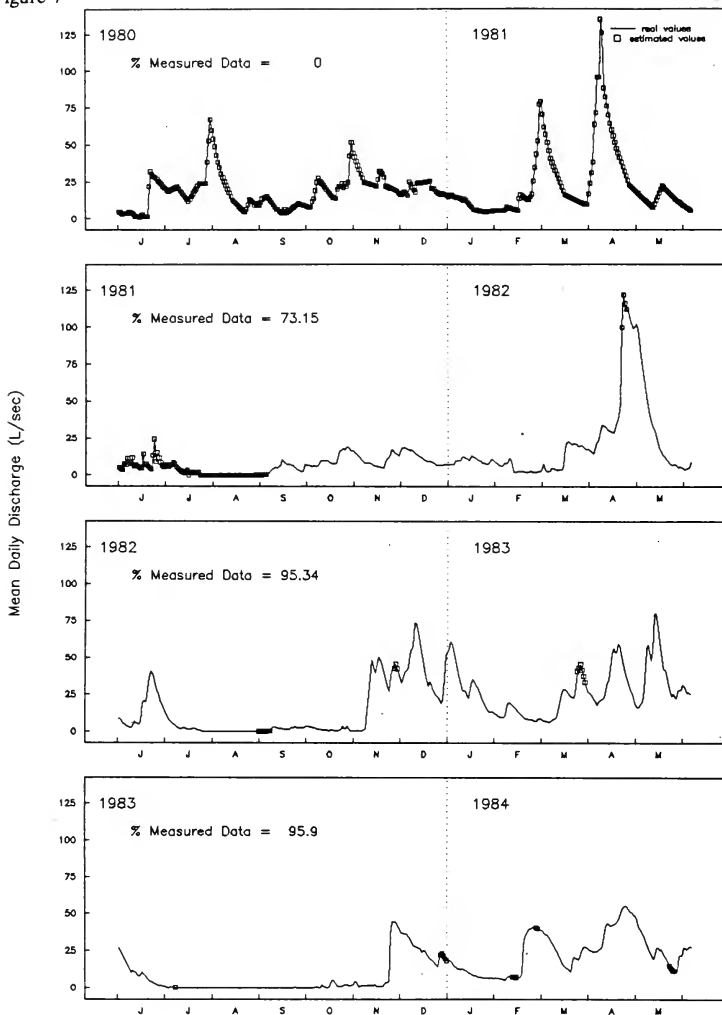 igure 7
1980
1981
real values
estimated values
% Measured Data = 0
125
100
75
50
25
0
J J A S O N D J F M A M
1981
1982
% Measured Data = 73.15
125
100
75
50
25
0
J J A S O N D J F M A M
Mean Daily Discharge (L/sec)
1982
1983
% Measured Data = 95.34
125
100
75
50
25
0
J J A S O N D J F M A M
1983
1984
% Measured Data = 95.9
125
100
75
50
25
0
J J A S O N D J F M A M